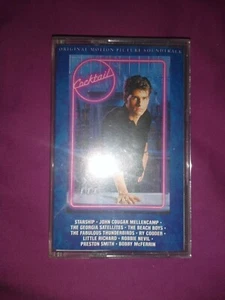 ORIGINAL MOTION PICTURE SOUNDTRACK
Cocktail
STARSHIP • JOHN COUGAR MELLENCAMP •
THE GEORGIA SATELLITES • THE BEACH BOYS •
THE FABULOUS THUNDERBIRDS • RY COODER •
LITTLE RICHARD • ROBBIE NEVIL •
PRESTON SMITH • BOBBY McFERRIN